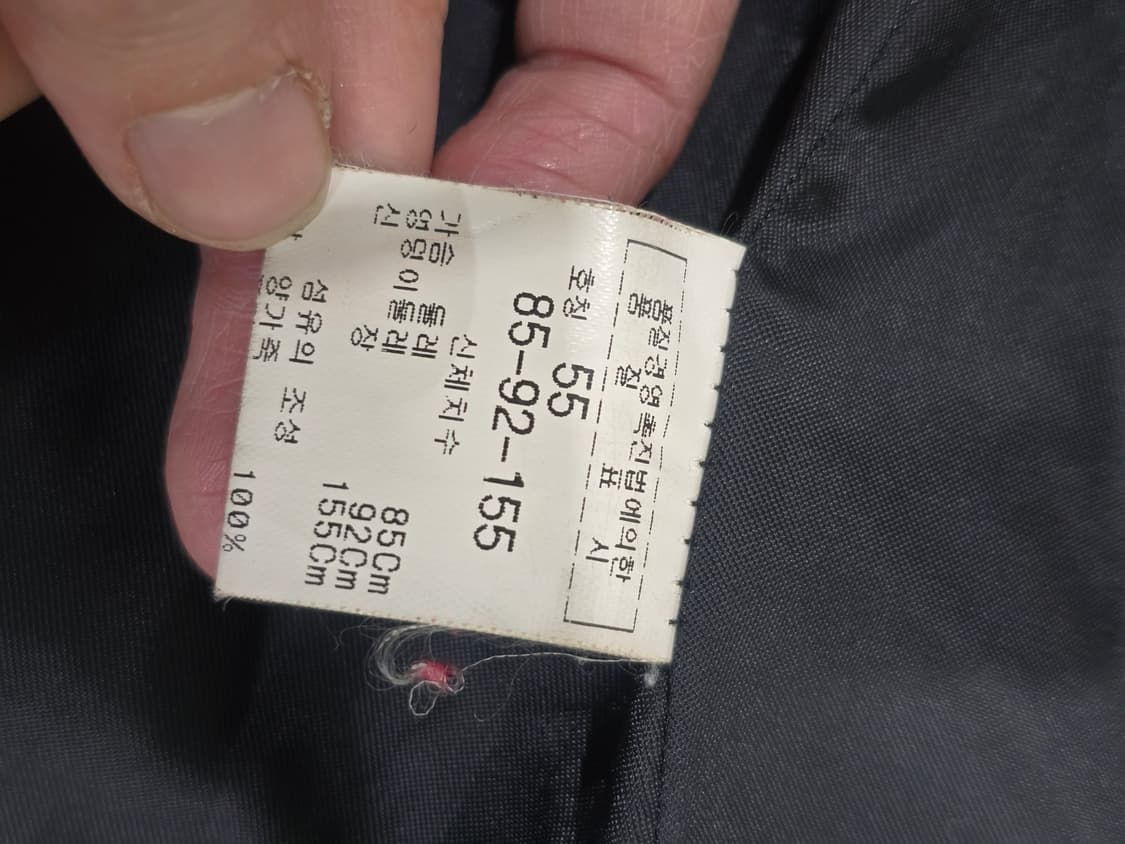 품질경영촉진법에의한
품 질 표 시
호칭 55
85-92-155
신체치수
가슴 둘레 85Cm
엉덩이둘레 92Cm
신 장 155Cm
섬유의 조성
양가죽 100%